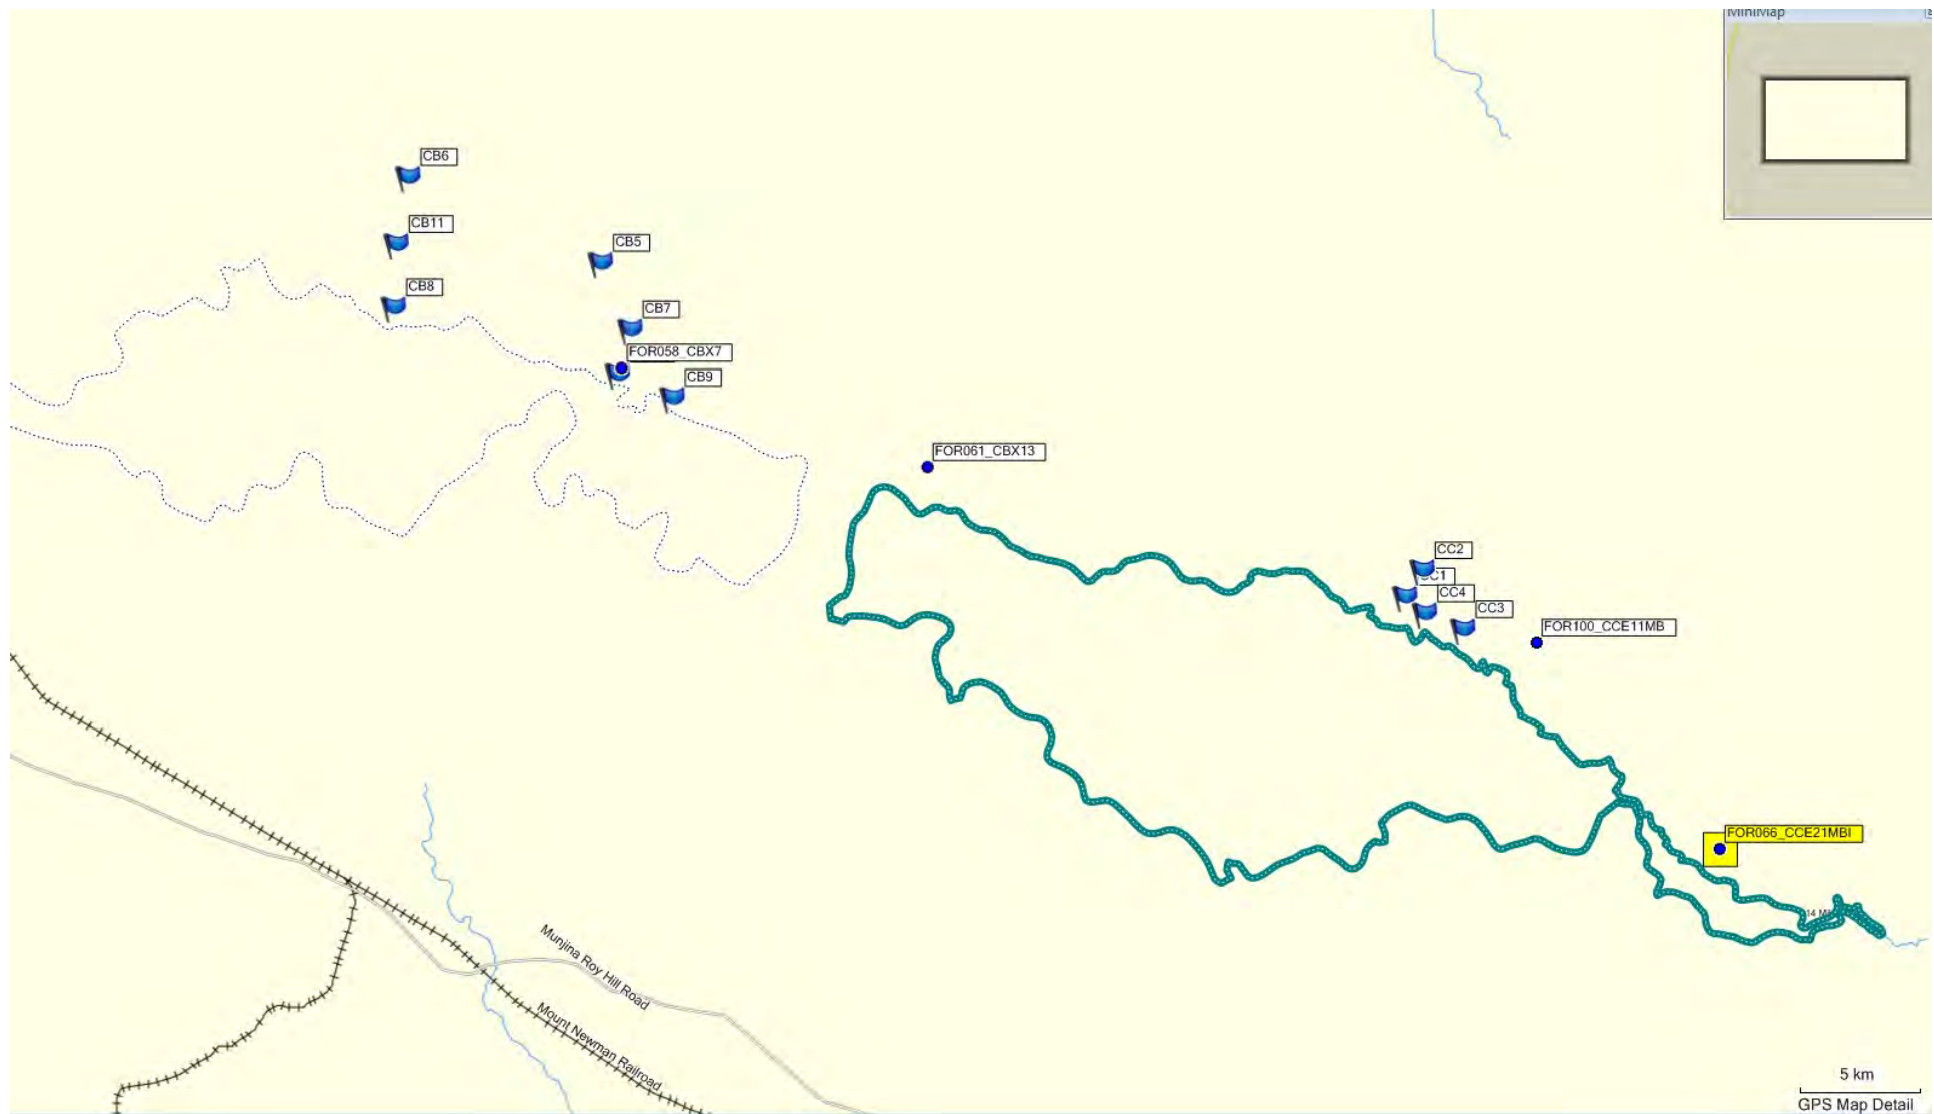 MiniMap
CB6
CB11
CB5
CB8
CB7
FOR058_CBX7
CB9
FOR061_CBX13
CC2
CC1
CC4
CC3
FOR100_CCE11MB
FOR066_CCE21MBI
Munjina Roy Hill Road
Mount Newman Railroad
5 km
GPS Map Detail